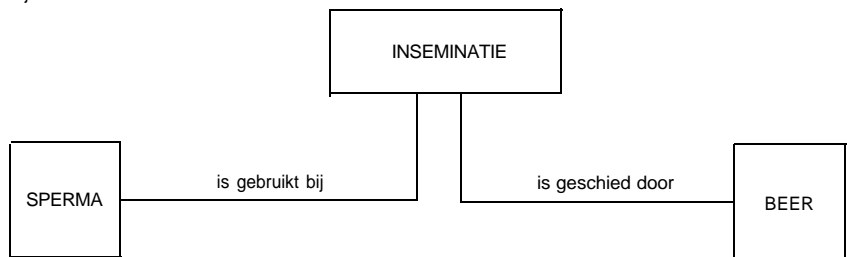 INSEMINATIE
is gebruikt bij
is geschied door
SPERMA
BEER